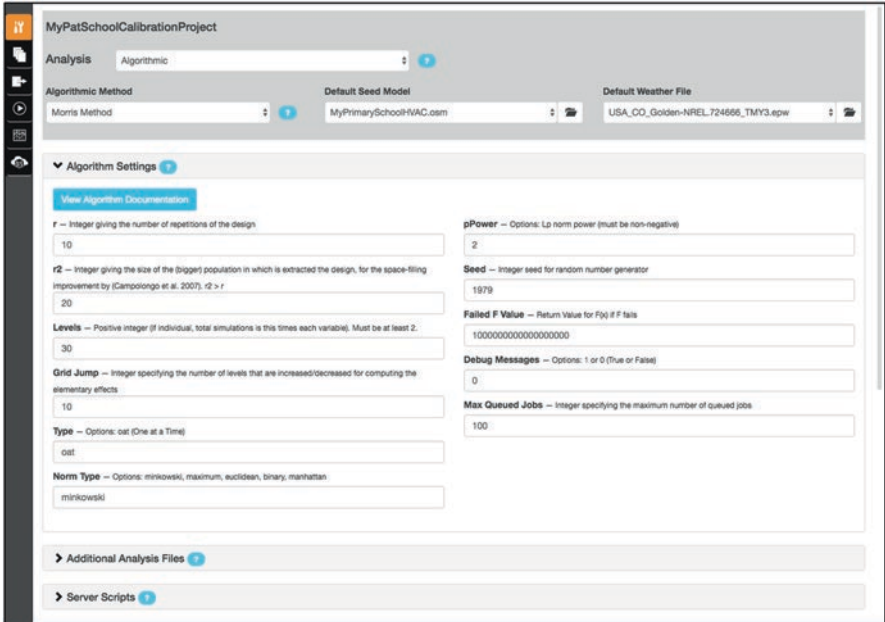 MyPatSchoolCalibrationProject
Analysis
Algorithmic
?
Algorithmic Method
Default Seed Model
Default Weather File
Morris Method
?
MyPrimarySchoolHVAC.osm
USA_CO_Golden-NREL.724666_TMY3.epw
Algorithm Settings ?
View Algorithm Documentation
r — Integer giving the number of repetitions of the design
10
r2 — Integer giving the size of the (bigger) population in which is extracted the design, for the space-filling
improvement by (Campolongo et al. 2007). r2 > r
20
Levels — Positive integer (if individual, total simulations is this times each variable). Must be at least 2.
30
Grid Jump — Integer specifying the number of levels that are increased/decreased for computing the
elementary effects
10
Type — Options: oat (One at a Time)
oat
Norm Type — Options: minkowski, maximum, euclidean, binary, manhattan
minkowski
pPower — Options: Lp norm power (must be non-negative)
2
Seed — Integer seed for random number generator
1979
Failed F Value — Return Value for F(x) if F fails
1000000000000000000
Debug Messages — Options: 1 or 0 (True or False)
0
Max Queued Jobs — Integer specifying the maximum number of queued jobs
100
Additional Analysis Files ?
Server Scripts ?